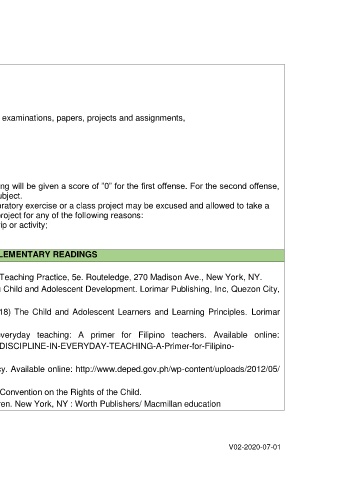 examinations, papers, projects and assignments,
ng will be given a score of "0" for the first offense. For the second offense,
ubject.
oratory exercise or a class project may be excused and allowed to take a
project for any of the following reasons:
rip or activity;
LEMENTARY READINGS
Teaching Practice, 5e. Routeledge, 270 Madison Ave., New York, NY.
Child and Adolescent Development. Lorimar Publishing, Inc, Quezon City,
18) The Child and Adolescent Learners and Learning Principles. Lorimar
everyday teaching: A primer for Filipino teachers. Available online:
DISCIPLINE-IN-EVERYDAY-TEACHING-A-Primer-for-Filipino-
cy. Available online: http://www.deped.gov.ph/wp-content/uploads/2012/05/
Convention on the Rights of the Child.
ren. New York, NY : Worth Publishers/ Macmillan education
V02-2020-07-01